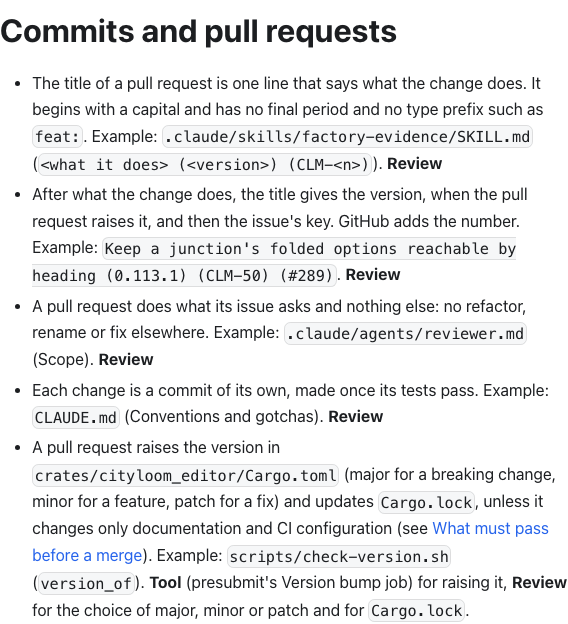 Commits and pull requests
• The title of a pull request is one line that says what the change does. It
begins with a capital and has no final period and no type prefix such as
feat:. Example: .claude/skills/factory-evidence/SKILL.md
(<what it does> (<version>) (CLM-<n>)). Review
• After what the change does, the title gives the version, when the pull
request raises it, and then the issue's key. GitHub adds the number.
Example: Keep a junction's folded options reachable by
heading (0.113.1) (CLM-50) (#289). Review
• A pull request does what its issue asks and nothing else: no refactor,
rename or fix elsewhere. Example: .claude/agents/reviewer.md
(Scope). Review
• Each change is a commit of its own, made once its tests pass. Example:
CLAUDE.md (Conventions and gotchas). Review
• A pull request raises the version in
crates/cityloom_editor/Cargo.toml (major for a breaking change,
minor for a feature, patch for a fix) and updates Cargo.lock, unless it
changes only documentation and CI configuration (see What must pass
before a merge). Example: scripts/check-version.sh
(version_of). Tool (presubmit's Version bump job) for raising it, Review
for the choice of major, minor or patch and for Cargo.lock.